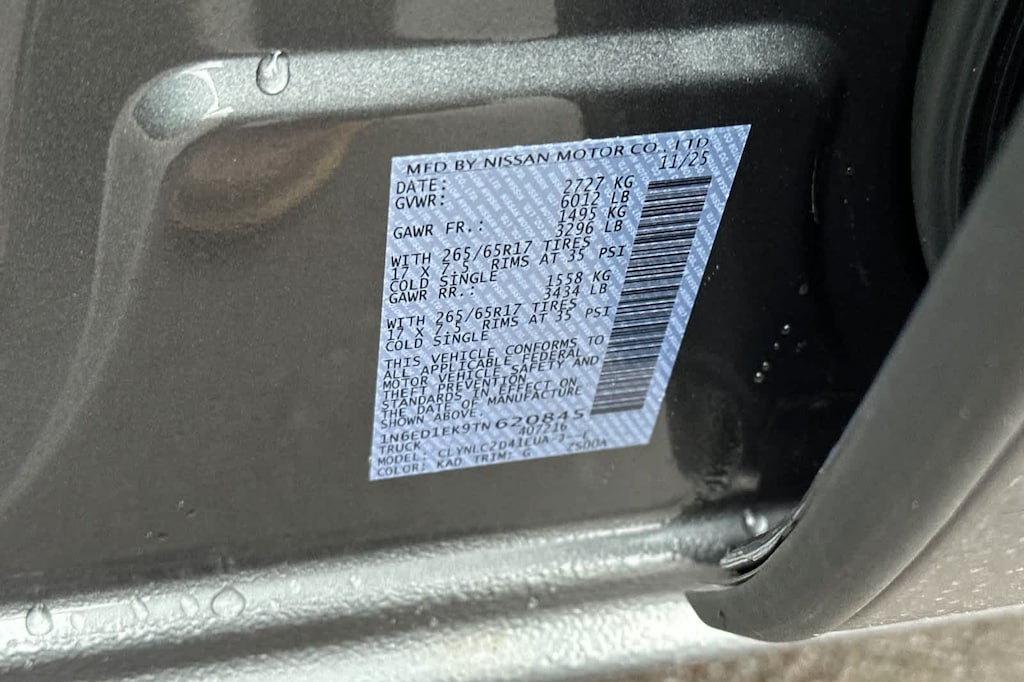 MFD BY NISSAN MOTOR CO., LTD
DATE: 11/25
GVWR: 2727 KG
6012 LB
GAWR FR.: 1495 KG
3296 LB
WITH 265/65R17 TIRES
17 X 7.5 RIMS AT 35 PSI
COLD SINGLE
GAWR RR.: 1558 KG
3434 LB
WITH 265/65R17 TIRES
17 X 7.5 RIMS AT 35 PSI
COLD SINGLE
THIS VEHICLE CONFORMS TO
ALL APPLICABLE FEDERAL
MOTOR VEHICLE SAFETY AND
THEFT PREVENTION
STANDARDS IN EFFECT ON
THE DATE OF MANUFACTURE
SHOWN ABOVE.
1N6ED1EK9TN620845
TRUCK 407216
MODEL: CLYNLC2D41EUA-J--E
COLOR: KAD TRIM: G